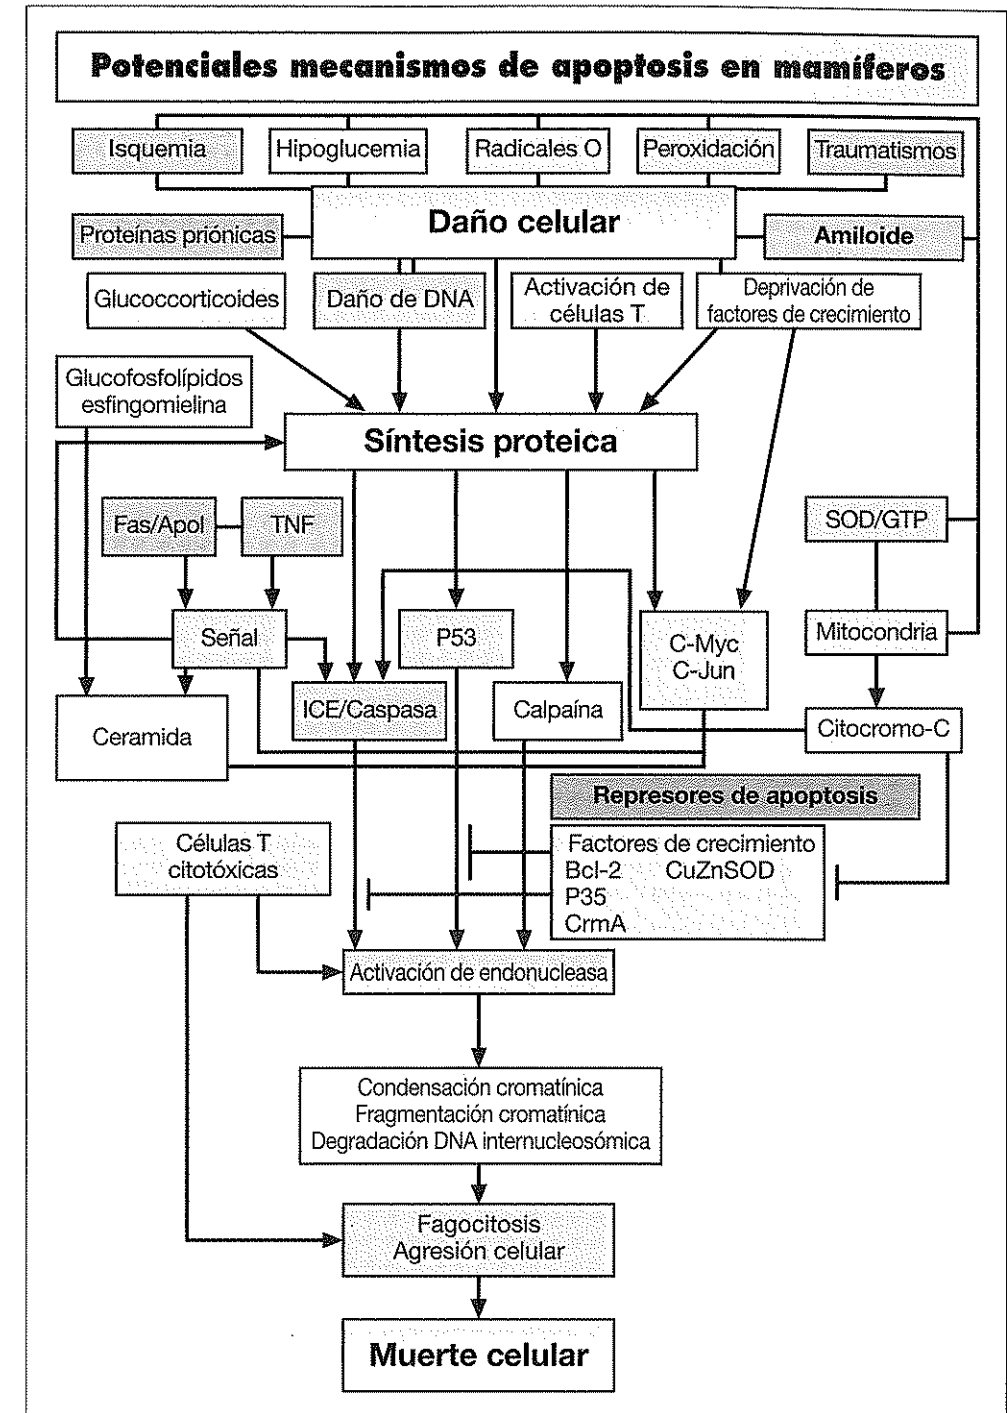 Potenciales mecanismos de apoptosis en mamíferos
Isquemia
Hipoglucemia
Radicales O
Peroxidación
Traumatismos
Daño celular
Proteínas priónicas
Amiloide
Glucoccorticoides
Daño de DNA
Activación de
células T
Deprivación de
factores de crecimiento
Glucofosfolípidos
esfingomielina
Síntesis proteica
Fas/Apol
TNF
SOD/GTP
Señal
P53
C-Myc
C-Jun
Mitocondria
Ceramida
ICE/Caspasa
Calpaína
Citocromo-C
Represores de apoptosis
Factores de crecimiento
Bcl-2 CuZnSOD
P35
CrmA
Células T
citotóxicas
Activación de endonucleasa
Condensación cromatínica
Fragmentación cromatínica
Degradación DNA internucleosómica
Fagocitosis
Agresión celular
Muerte celular